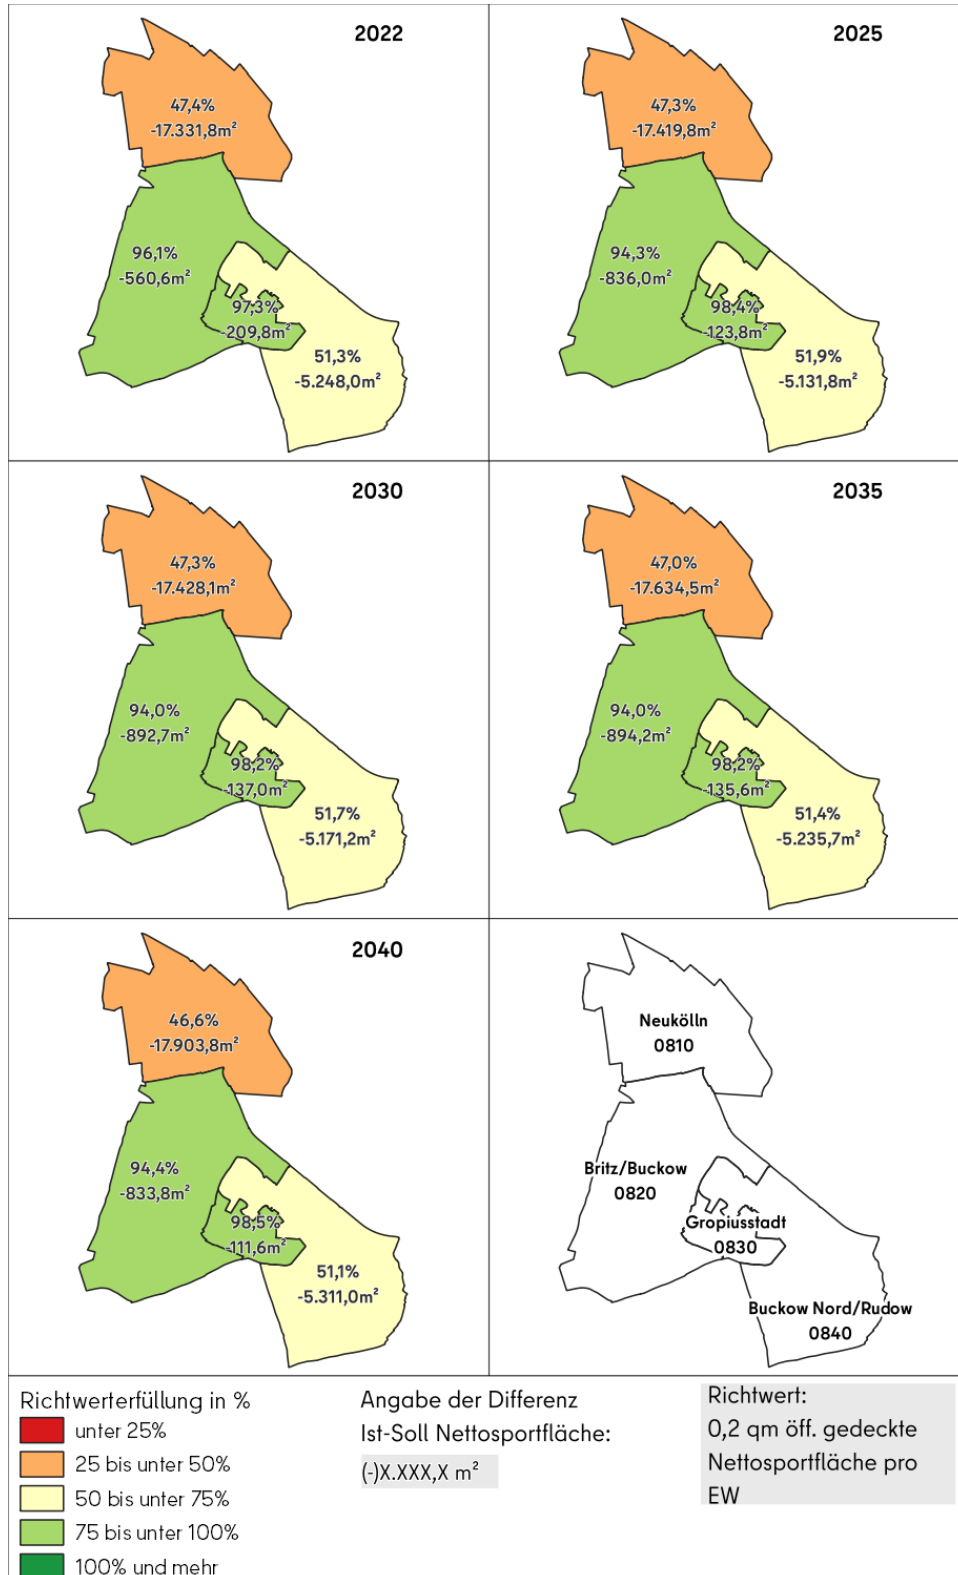 2022
47,4%
-17.331,8m²
96,1%
-560,6m²
97,3%
-209,8m²
51,3%
-5.248,0m²
2025
47,3%
-17.419,8m²
94,3%
-836,0m²
98,4%
-123,8m²
51,9%
-5.131,8m²
2030
47,3%
-17.428,1m²
94,0%
-892,7m²
98,2%
-137,0m²
51,7%
-5.171,2m²
2035
47,0%
-17.634,5m²
94,0%
-894,2m²
98,2%
-135,6m²
51,4%
-5.235,7m²
2040
46,6%
-17.903,8m²
94,4%
-833,8m²
98,5%
-111,6m²
51,1%
-5.311,0m²
Neukölln
0810
Britz/Buckow
0820
Gropiusstadt
0830
Buckow Nord/Rudow
0840
Richtwerterfüllung in %
unter 25%
25 bis unter 50%
50 bis unter 75%
75 bis unter 100%
100% und mehr
Angabe der Differenz
Ist-Soll Nettosportfläche:
(-)X.XXX,X m²
Richtwert:
0,2 qm öff. gedeckte
Nettosportfläche pro
EW